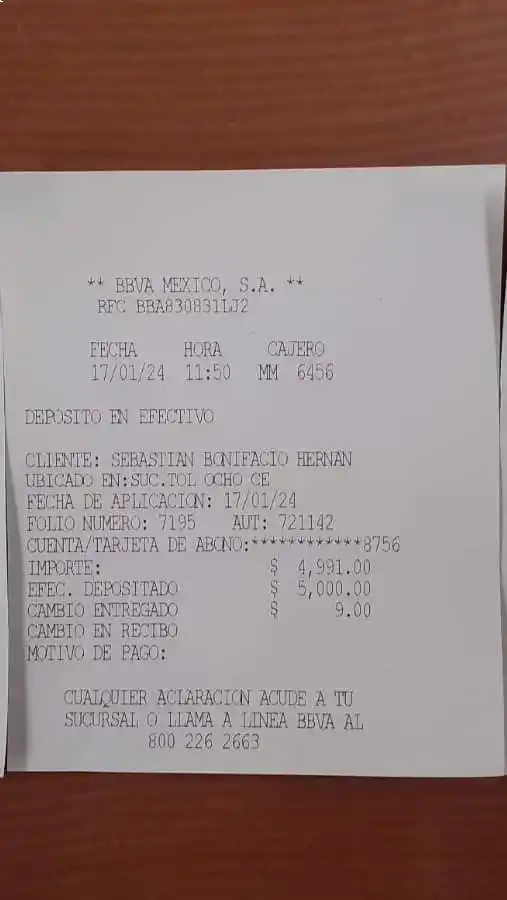 ** BBVA MEXICO, S.A. **
RFC BBA830831LJ2
FECHA HORA CAJERO
17/01/24 11:50 MM 6456
DEPOSITO EN EFECTIVO
CLIENTE: SEBASTIAN BONIFACIO HERNAN
UBICADO EN:SUC.TOL OCHO CE
FECHA DE APLICACION: 17/01/24
FOLIO NUMERO: 7195 AUT: 721142
CUENTA/TARJETA DE ABONO:************8756
IMPORTE: $ 4,991.00
EFEC. DEPOSITADO $ 5,000.00
CAMBIO ENTREGADO $ 9.00
CAMBIO EN RECIBO
MOTIVO DE PAGO:
CUALQUIER ACLARACION ACUDE A TU
SUCURSAL O LLAMA A LINEA BBVA AL
800 226 2663